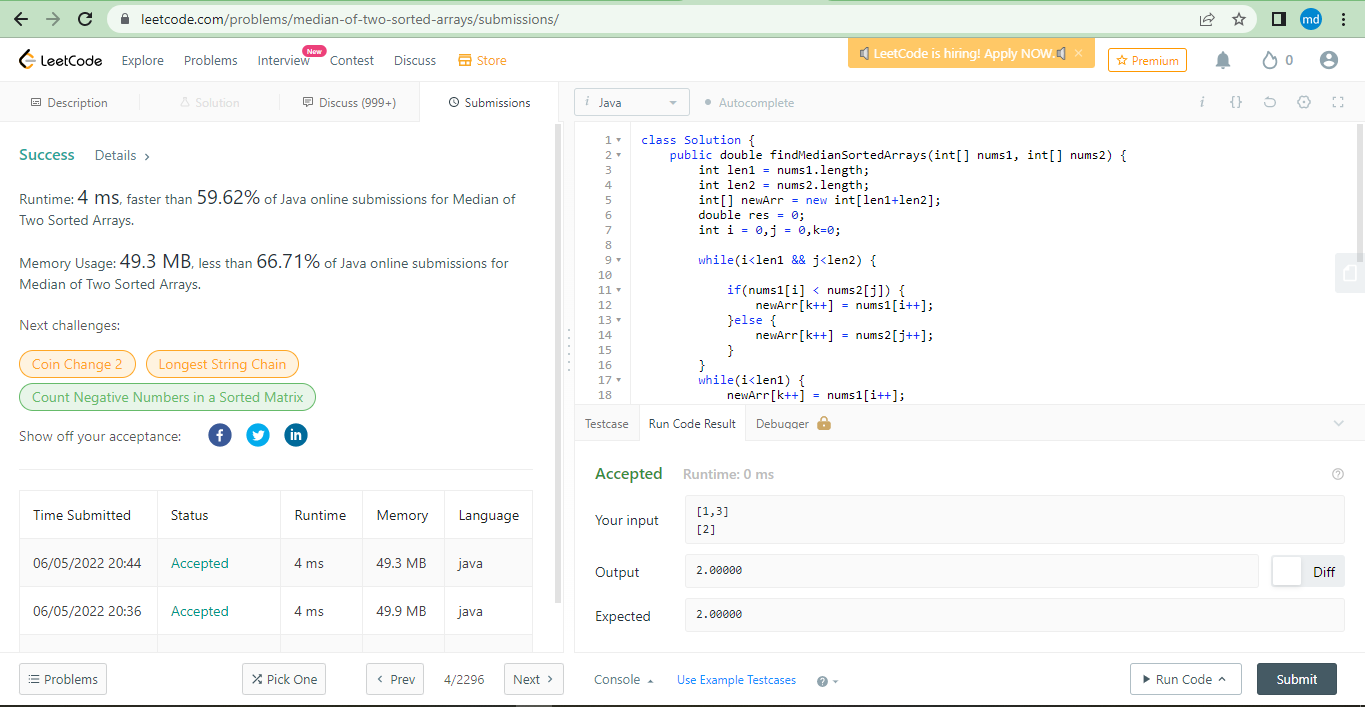 leetcode.com/problems/median-of-two-sorted-arrays/submissions/
md
LeetCode
Explore
Problems
Interview
New
Contest
Discuss
Store
LeetCode is hiring! Apply NOW.
×
Premium
0
Description
Solution
Discuss (999+)
Submissions
Success
Details >
Runtime: 4 ms, faster than 59.62% of Java online submissions for Median of
Two Sorted Arrays.
Memory Usage: 49.3 MB, less than 66.71% of Java online submissions for
Median of Two Sorted Arrays.
Next challenges:
Coin Change 2
Longest String Chain
Count Negative Numbers in a Sorted Matrix
Show off your acceptance:
f
in
Time Submitted Status Runtime Memory Language
06/05/2022 20:44 Accepted 4 ms 49.3 MB java
06/05/2022 20:36 Accepted 4 ms 49.9 MB java
Problems
Pick One
< Prev
4/2296
Next >
i Java
Autocomplete
i {}
1 class Solution {
2 public double findMedianSortedArrays(int[] nums1, int[] nums2) {
3 int len1 = nums1.length;
4 int len2 = nums2.length;
5 int[] newArr = new int[len1+len2];
6 double res = 0;
7 int i = 0,j = 0,k=0;
8
9 while(i<len1 && j<len2) {
10
11 if(nums1[i] < nums2[j]) {
12 newArr[k++] = nums1[i++];
13 }else {
14 newArr[k++] = nums2[j++];
15 }
16 }
17 while(i<len1) {
18 newArr[k++] = nums1[i++];
Testcase
Run Code Result
Debugger
Accepted
Runtime: 0 ms
?
Your input
[1,3]
[2]
Output
2.00000
Diff
Expected
2.00000
Console
Use Example Testcases
?
Run Code
Submit